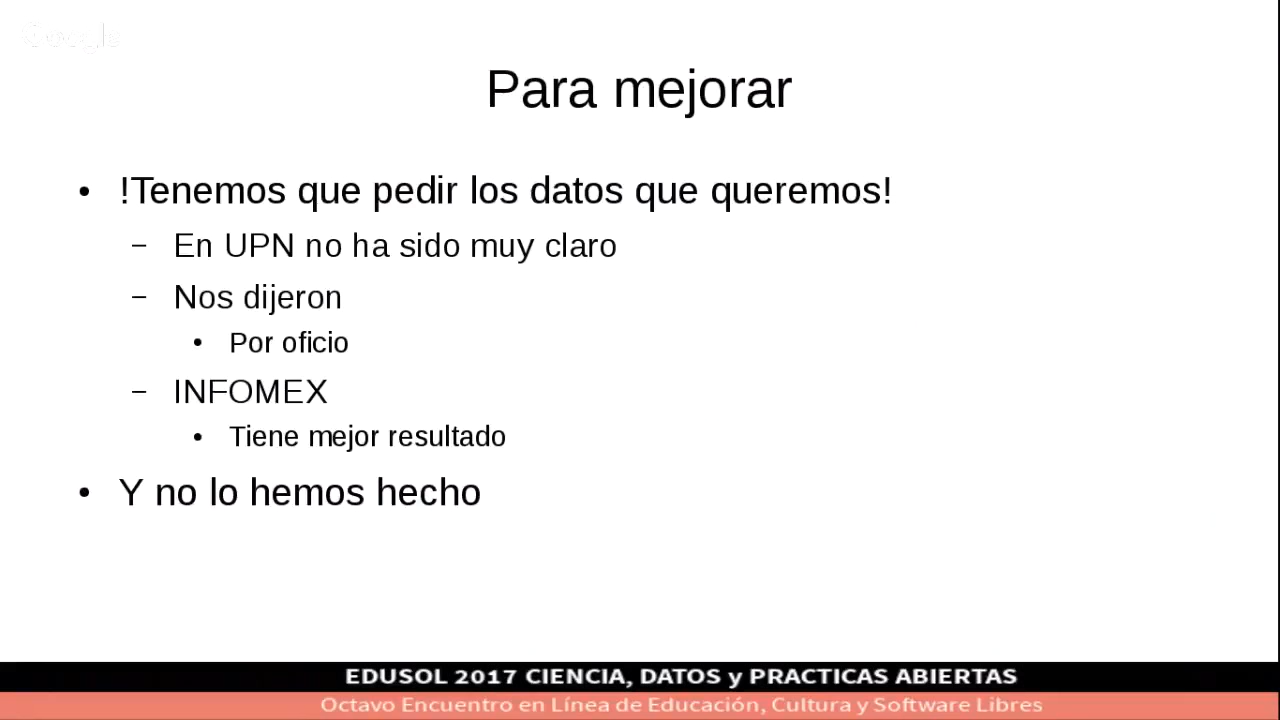 Google
Para mejorar
• !Tenemos que pedir los datos que queremos!
– En UPN no ha sido muy claro
– Nos dijeron
• Por oficio
– INFOMEX
• Tiene mejor resultado
• Y no lo hemos hecho
EDUSOL 2017 CIENCIA, DATOS y PRACTICAS ABIERTAS
Octavo Encuentro en Línea de Educación, Cultura y Software Libres